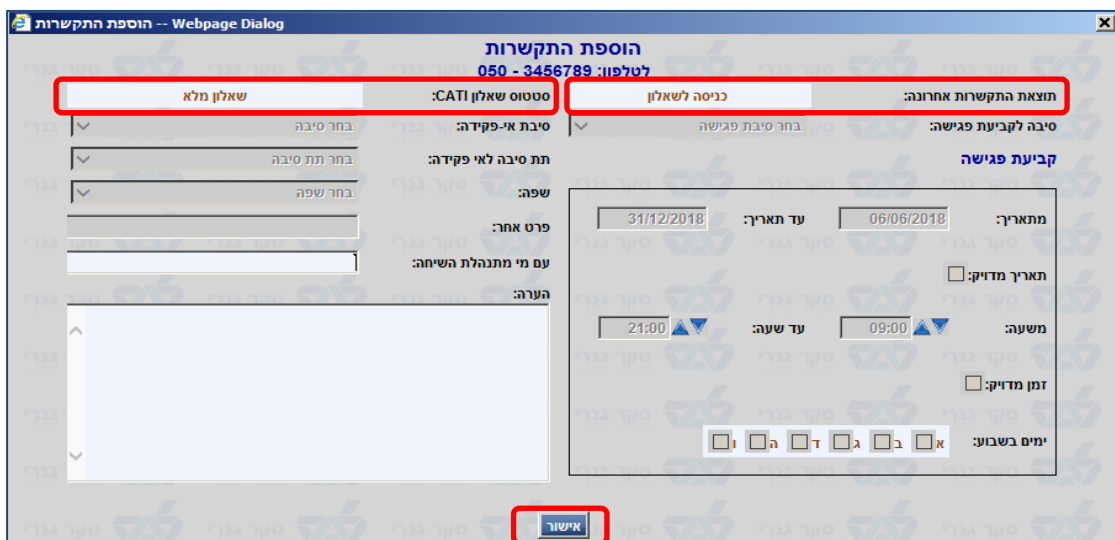 הוספת התקשרות -- Webpage Dialog
הוספת התקשרות
לטלפון: 3456789 - 050
תוצאת התקשרות אחרונה: כניסה לשאלון
סטטוס שאלון CATI: שאלון מלא
סיבה לקביעת פגישה: בחר סיבת פגישה
סיבת אי-פקידה: בחר סיבה
קביעת פגישה
תת סיבה לאי פקידה: בחר תת סיבה
שפה: בחר שפה
מתאריך: 06/06/2018 עד תאריך: 31/12/2018
פרט אחר:
עם מי מתנהלת השיחה:
תאריך מדויק:
הערה:
משעה: 09:00 עד שעה: 21:00
זמן מדויק:
ימים בשבוע: א ב ג ד ה ו
אישור